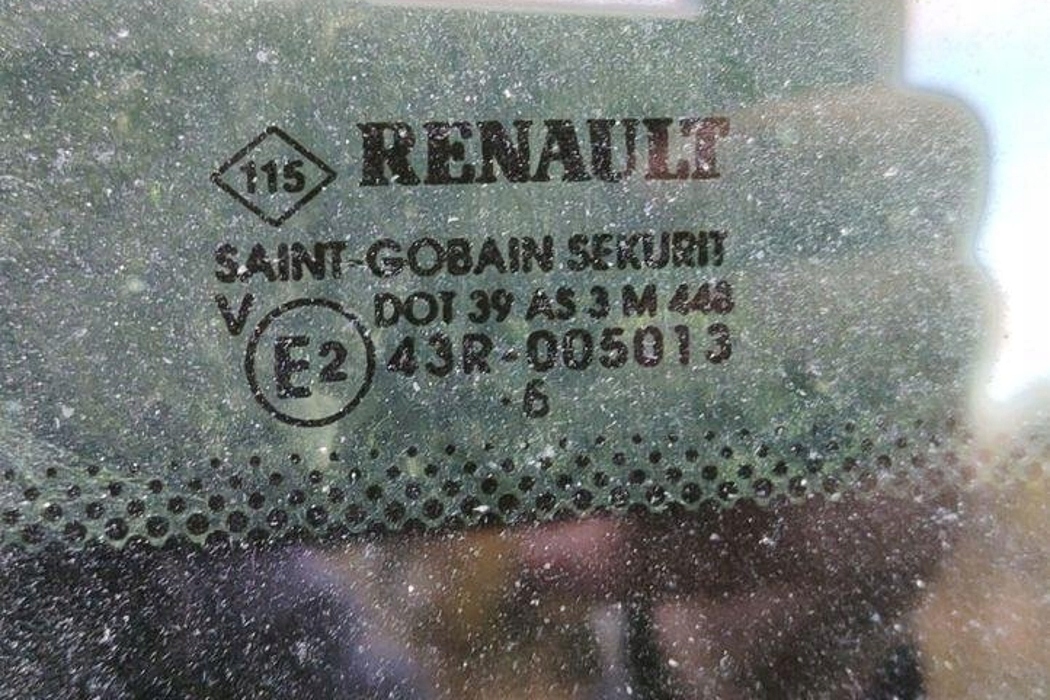 115 RENAULT
SAINT-GOBAIN SEKURIT
V DOT 39 AS 3 M 448
E2 43R-005013
.6